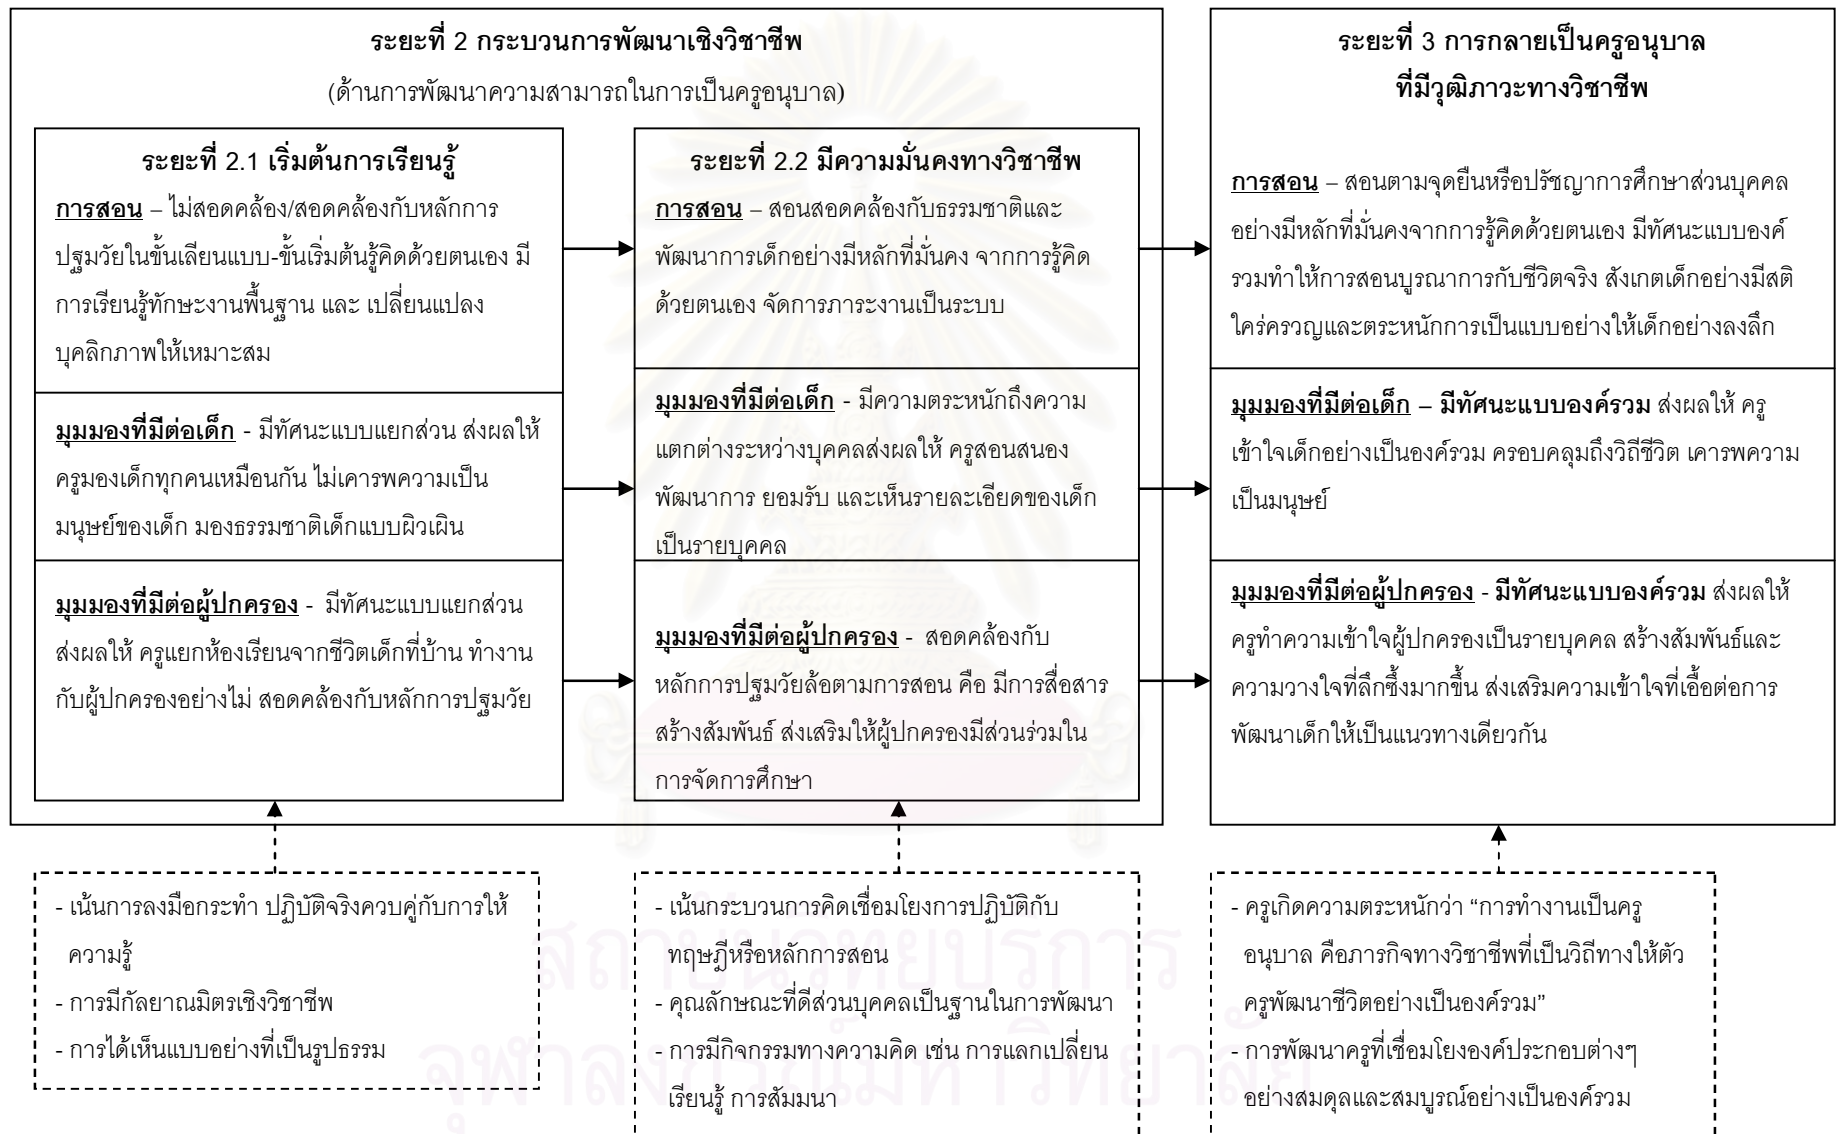 ระยะที่ 2 กระบวนการพัฒนาเชิงวิชาชีพ
(ด้านการพัฒนาความสามารถในการเป็นครูอนุบาล)
ระยะที่ 2.1 เริ่มต้นการเรียนรู้
การสอน – ไม่สอดคล้อง/สอดคล้องกับหลักการ
ปฐมวัยในขั้นเลียนแบบ-ขั้นเริ่มต้นรู้คิดด้วยตนเอง มี
การเรียนรู้ทักษะงานพื้นฐาน และ เปลี่ยนแปลง
บุคลิกภาพให้เหมาะสม
มุมมองที่มีต่อเด็ก - มีทัศนะแบบแยกส่วน ส่งผลให้
ครูมองเด็กทุกคนเหมือนกัน ไม่เคารพความเป็น
มนุษย์ของเด็ก มองธรรมชาติเด็กแบบผิวเผิน
มุมมองที่มีต่อผู้ปกครอง - มีทัศนะแบบแยกส่วน
ส่งผลให้ ครูแยกห้องเรียนจากชีวิตเด็กที่บ้าน ทำงาน
กับผู้ปกครองอย่างไม่ สอดคล้องกับหลักการปฐมวัย
ระยะที่ 2.2 มีความมั่นคงทางวิชาชีพ
การสอน – สอนสอดคล้องกับธรรมชาติและ
พัฒนาการเด็กอย่างมีหลักที่มั่นคง จากการรู้คิด
ด้วยตนเอง จัดการภาระงานเป็นระบบ
มุมมองที่มีต่อเด็ก - มีความตระหนักถึงความ
แตกต่างระหว่างบุคคลส่งผลให้ ครูสอนสนอง
พัฒนาการ ยอมรับ และเห็นรายละเอียดของเด็ก
เป็นรายบุคคล
มุมมองที่มีต่อผู้ปกครอง - สอดคล้องกับ
หลักการปฐมวัยล้อตามการสอน คือ มีการสื่อสาร
สร้างสัมพันธ์ ส่งเสริมให้ผู้ปกครองมีส่วนร่วมใน
การจัดการศึกษา
ระยะที่ 3 การกลายเป็นครูอนุบาล
ที่มีวุฒิภาวะทางวิชาชีพ
การสอน – สอนตามจุดยืนหรือปรัชญาการศึกษาส่วนบุคคล
อย่างมีหลักที่มั่นคงจากการรู้คิดด้วยตนเอง มีทัศนะแบบองค์
รวมทำให้การสอนบูรณาการกับชีวิตจริง สังเกตเด็กอย่างมีสติ
ใคร่ครวญและตระหนักการเป็นแบบอย่างให้เด็กอย่างลงลึก
มุมมองที่มีต่อเด็ก – มีทัศนะแบบองค์รวม ส่งผลให้ ครู
เข้าใจเด็กอย่างเป็นองค์รวม ครอบคลุมถึงวิถีชีวิต เคารพความ
เป็นมนุษย์
มุมมองที่มีต่อผู้ปกครอง - มีทัศนะแบบองค์รวม ส่งผลให้
ครูทำความเข้าใจผู้ปกครองเป็นรายบุคคล สร้างสัมพันธ์และ
ความวางใจที่ลึกซึ้งมากขึ้น ส่งเสริมความเข้าใจที่เอื้อต่อการ
พัฒนาเด็กให้เป็นแนวทางเดียวกัน
- เน้นการลงมือกระทำ ปฏิบัติจริงควบคู่กับการให้
ความรู้
- การมีกัลยาณมิตรเชิงวิชาชีพ
- การได้เห็นแบบอย่างที่เป็นรูปธรรม
- เน้นกระบวนการคิดเชื่อมโยงการปฏิบัติกับ
ทฤษฎีหรือหลักการสอน
- คุณลักษณะที่ดีส่วนบุคคลเป็นฐานในการพัฒนา
- การมีกิจกรรมทางความคิด เช่น การแลกเปลี่ยน
เรียนรู้ การสัมมนา
- ครูเกิดความตระหนักว่า “การทำงานเป็นครู
อนุบาล คือภารกิจทางวิชาชีพที่เป็นวิถีทางให้ตัว
ครูพัฒนาชีวิตอย่างเป็นองค์รวม”
- การพัฒนาครูที่เชื่อมโยงองค์ประกอบต่างๆ
อย่างสมดุลและสมบูรณ์อย่างเป็นองค์รวม
สถาบันวิทยบริการ
จุฬาลงกรณ์มหาวิทยาลัย